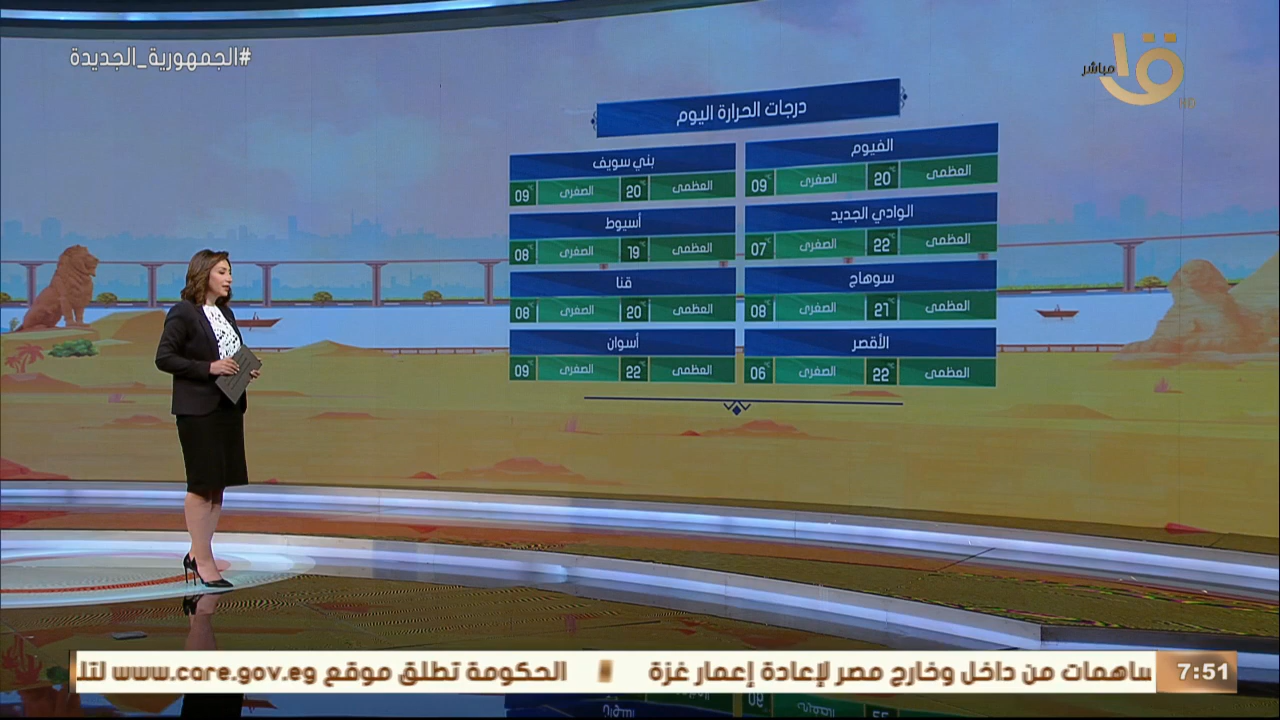 #الجمهورية_الجديدة
مباشر
HD
درجات الحرارة اليوم
الفيوم
العظمى 20 الصغرى 09
بني سويف
العظمى 20 الصغرى 09
الوادي الجديد
العظمى 22 الصغرى 07
أسيوط
العظمى 19 الصغرى 08
سوهاج
العظمى 21 الصغرى 08
قنا
العظمى 20 الصغرى 08
الأقصر
العظمى 22 الصغرى 06
أسوان
العظمى 22 الصغرى 09
7:51 ساهمات من داخل وخارج مصر لإعادة إعمار غزة الحكومة تطلق موقع www.care.gov.eg لتلـ